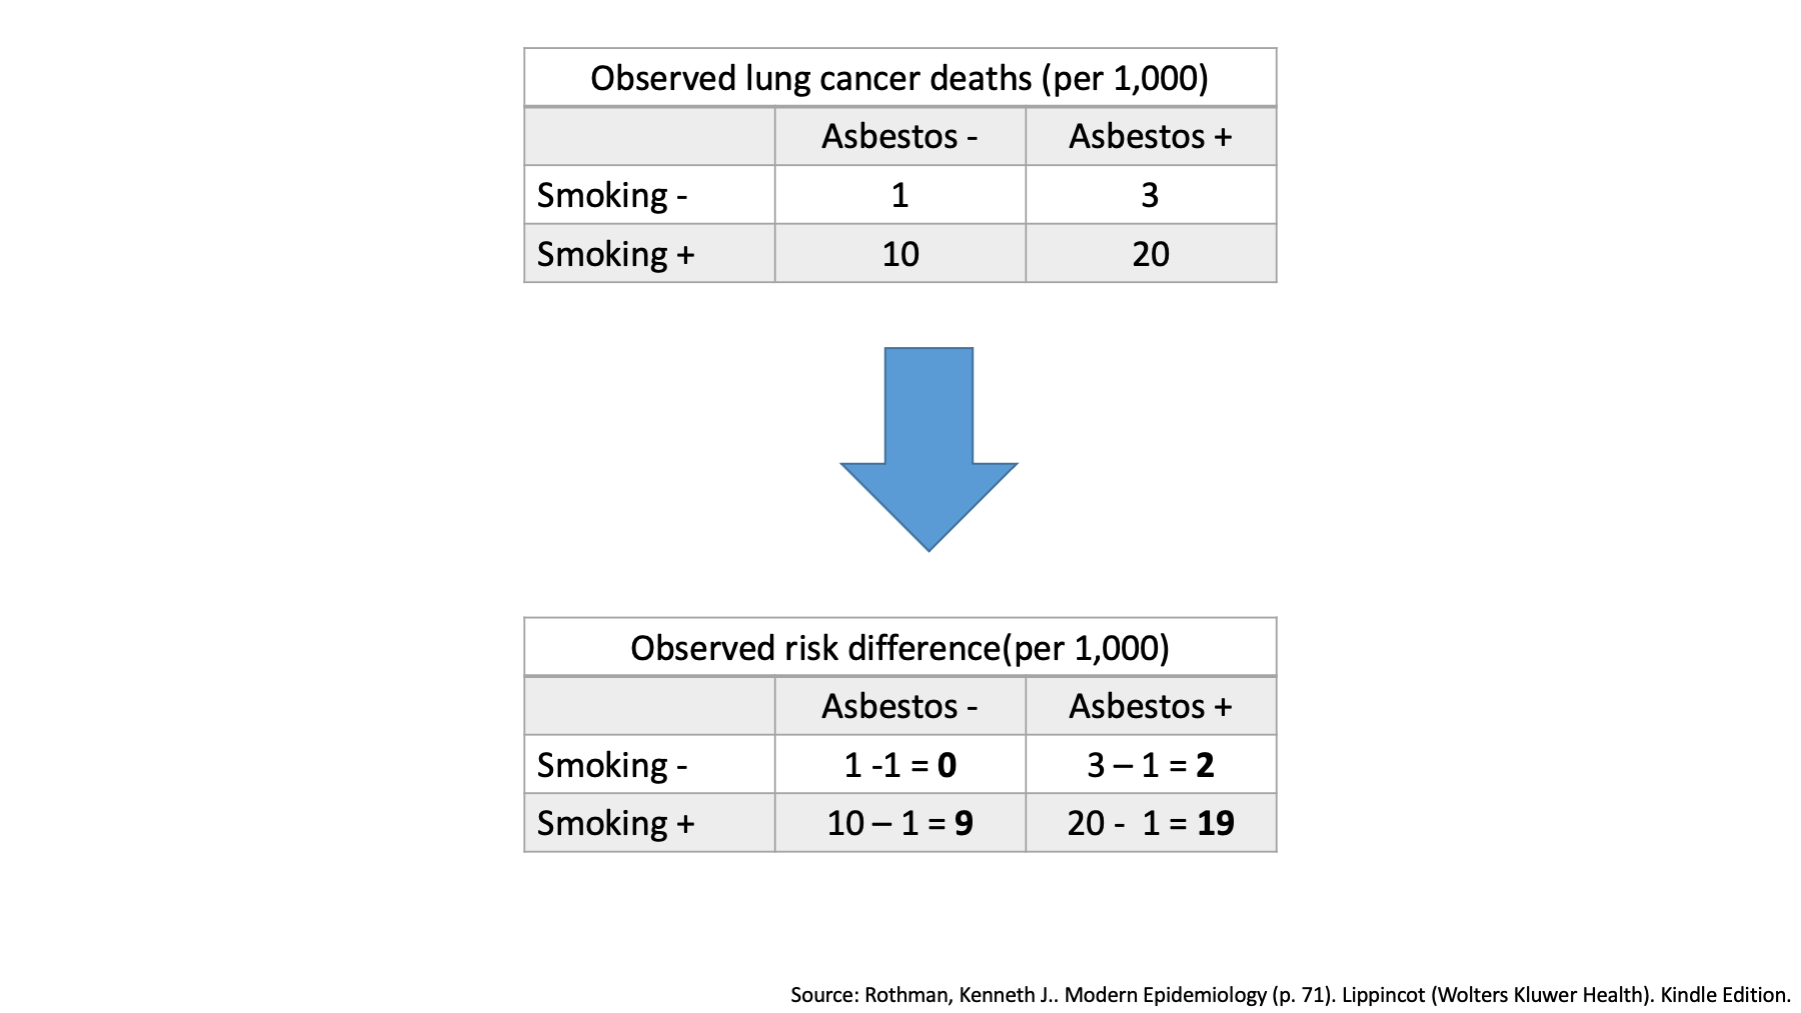 Observed lung cancer deaths (per 1,000)
Asbestos - Asbestos +
Smoking - 1 3
Smoking + 10 20
Observed risk difference(per 1,000)
Asbestos - Asbestos +
Smoking - 1 -1 = 0 3 – 1 = 2
Smoking + 10 – 1 = 9 20 -  1 = 19
Source: Rothman, Kenneth J.. Modern Epidemiology (p. 71). Lippincot (Wolters Kluwer Health). Kindle Edition.